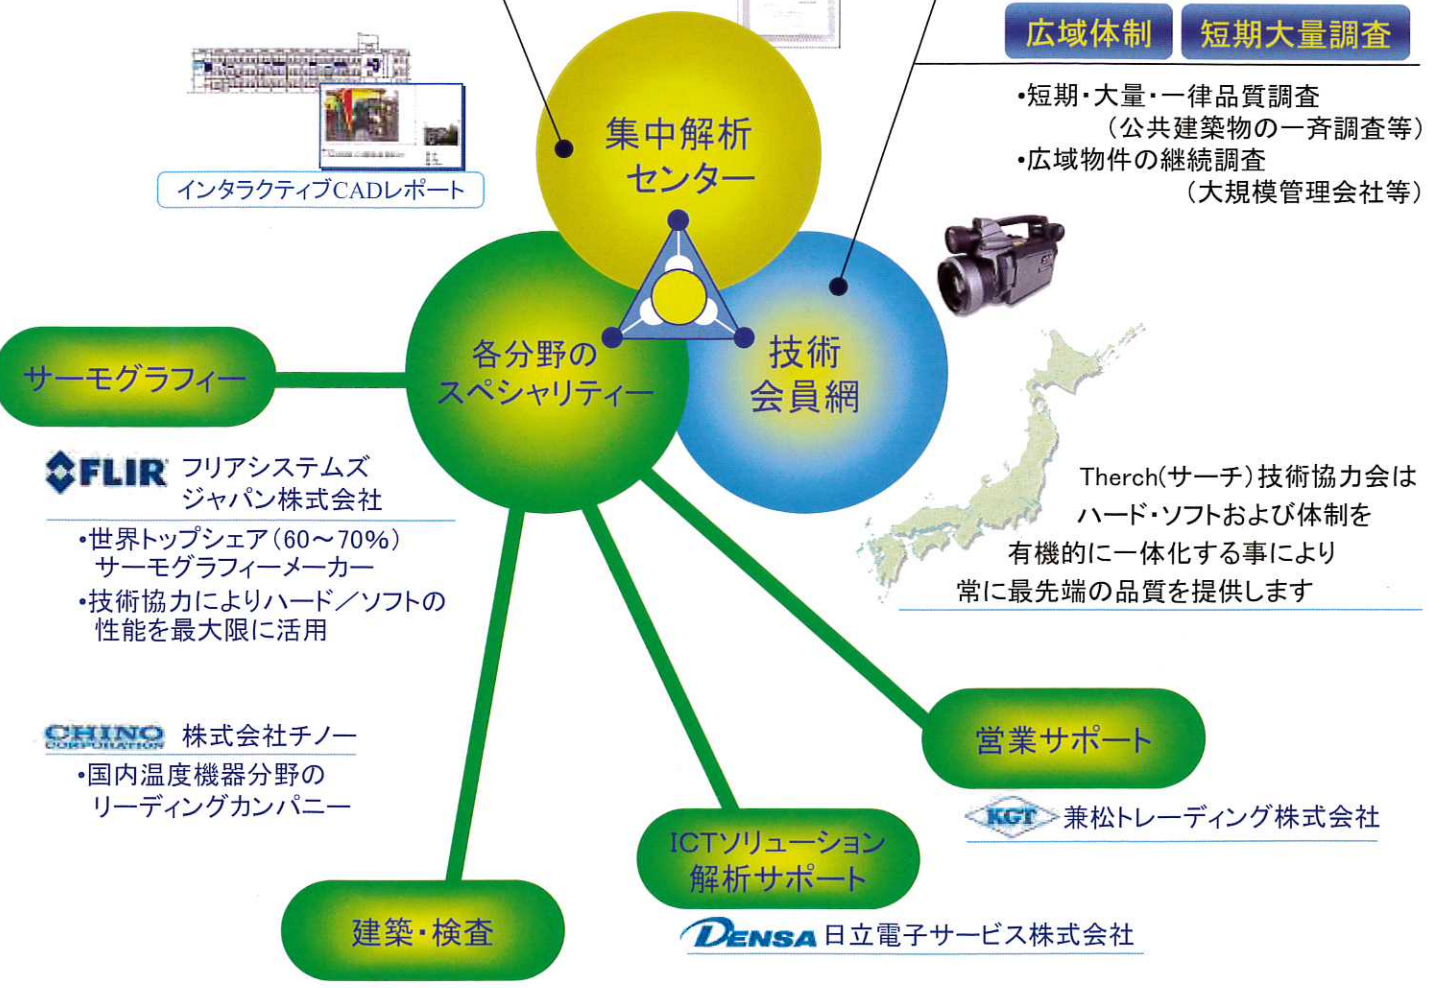 広域体制 短期大量調査
・短期・大量・一律品質調査
（公共建築物の一斉調査等）
・広域物件の継続調査
（大規模管理会社等）
インタラクティブCADレポート
集中解析
センター
各分野の
スペシャリティー
技術
会員網
サーモグラフィー
FLIR フリアシステムズ
ジャパン株式会社
・世界トップシェア（60～70%）
サーモグラフィーメーカー
・技術協力によりハード／ソフトの
性能を最大限に活用
Therch(サーチ)技術協力会は
ハード・ソフトおよび体制を
有機的に一体化する事により
常に最先端の品質を提供します
CHINO
CORPORATION
株式会社チノー
・国内温度機器分野の
リーディングカンパニー
営業サポート
KGT 兼松トレーディング株式会社
ICTソリューション
解析サポート
DENSA 日立電子サービス株式会社
建築・検査